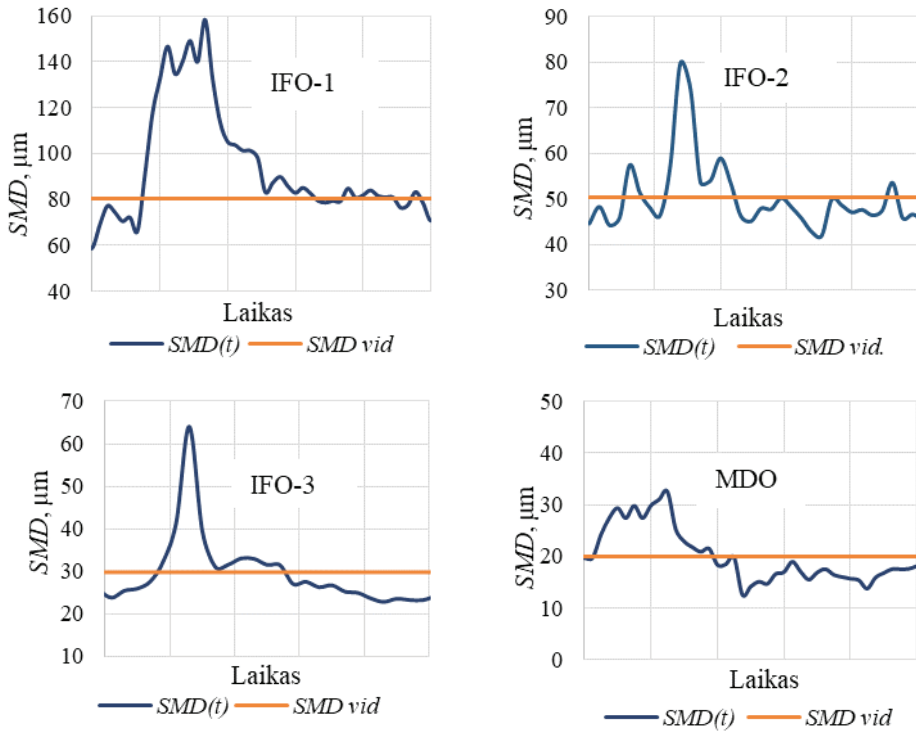 160
140
120
100
80
60
40
SMD, μm
IFO-1
Laikas
SMD(t) SMD vid
90
80
70
60
50
40
30
SMD, μm
IFO-2
Laikas
SMD(t) SMD vid.
70
60
50
40
30
20
10
SMD, μm
IFO-3
Laikas
SMD(t) SMD vid
50
40
30
20
10
0
SMD, μm
MDO
Laikas
SMD(t) SMD vid